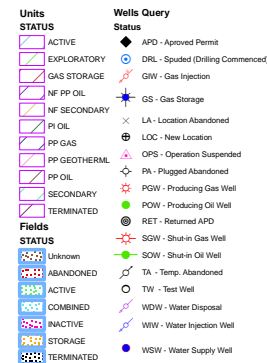 Units
STATUS
ACTIVE
EXPLORATORY
GAS STORAGE
NF PP OIL
NF SECONDARY
PI OIL
PP GAS
PP GEOTHERML
PP OIL
SECONDARY
TERMINATED
Fields
STATUS
Unknown
ABANDONED
ACTIVE
COMBINED
INACTIVE
STORAGE
TERMINATED
Wells Query
Status
APD - Aproved Permit
DRL - Spuded (Drilling Commenced)
GIW - Gas Injection
GS - Gas Storage
LA - Location Abandoned
LOC - New Location
OPS - Operation Suspended
PA - Plugged Abandoned
PGW - Producing Gas Well
POW - Producing Oil Well
RET - Returned APD
SGW - Shut-in Gas Well
SOW - Shut-in Oil Well
TA - Temp. Abandoned
TW - Test Well
WDW - Water Disposal
WIW - Water Injection Well
WSW - Water Supply Well